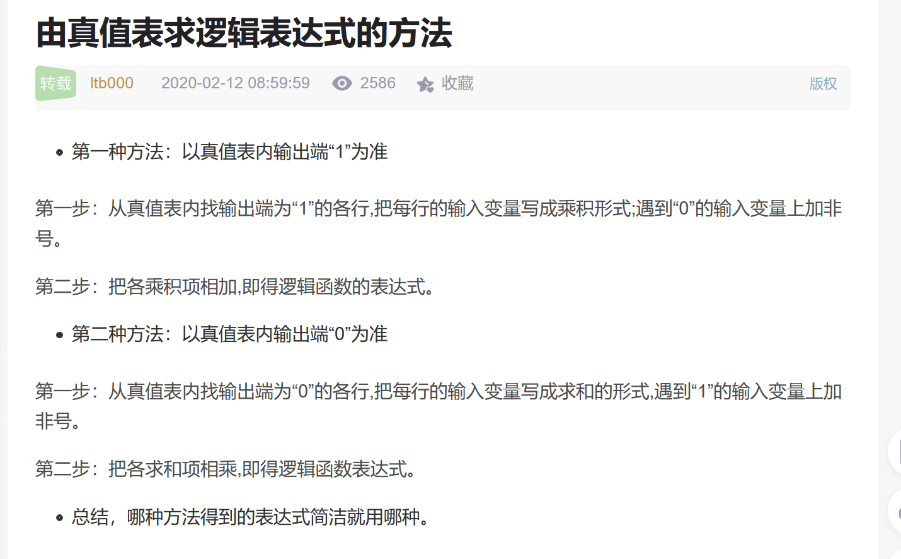 由真值表求逻辑表达式的方法
转载 ltb000 2020-02-12 08:59:59 2586 收藏 版权
第一种方法：以真值表内输出端“1”为准
第一步：从真值表内找输出端为“1”的各行,把每行的输入变量写成乘积形式;遇到“0”的输入变量上加非
号。
第二步：把各乘积项相加,即得逻辑函数的表达式。
第二种方法：以真值表内输出端“0”为准
第一步：从真值表内找输出端为“0”的各行,把每行的输入变量写成求和的形式,遇到“1”的输入变量上加
非号。
第二步：把各求和项相乘,即得逻辑函数表达式。
总结，哪种方法得到的表达式简洁就用哪种。